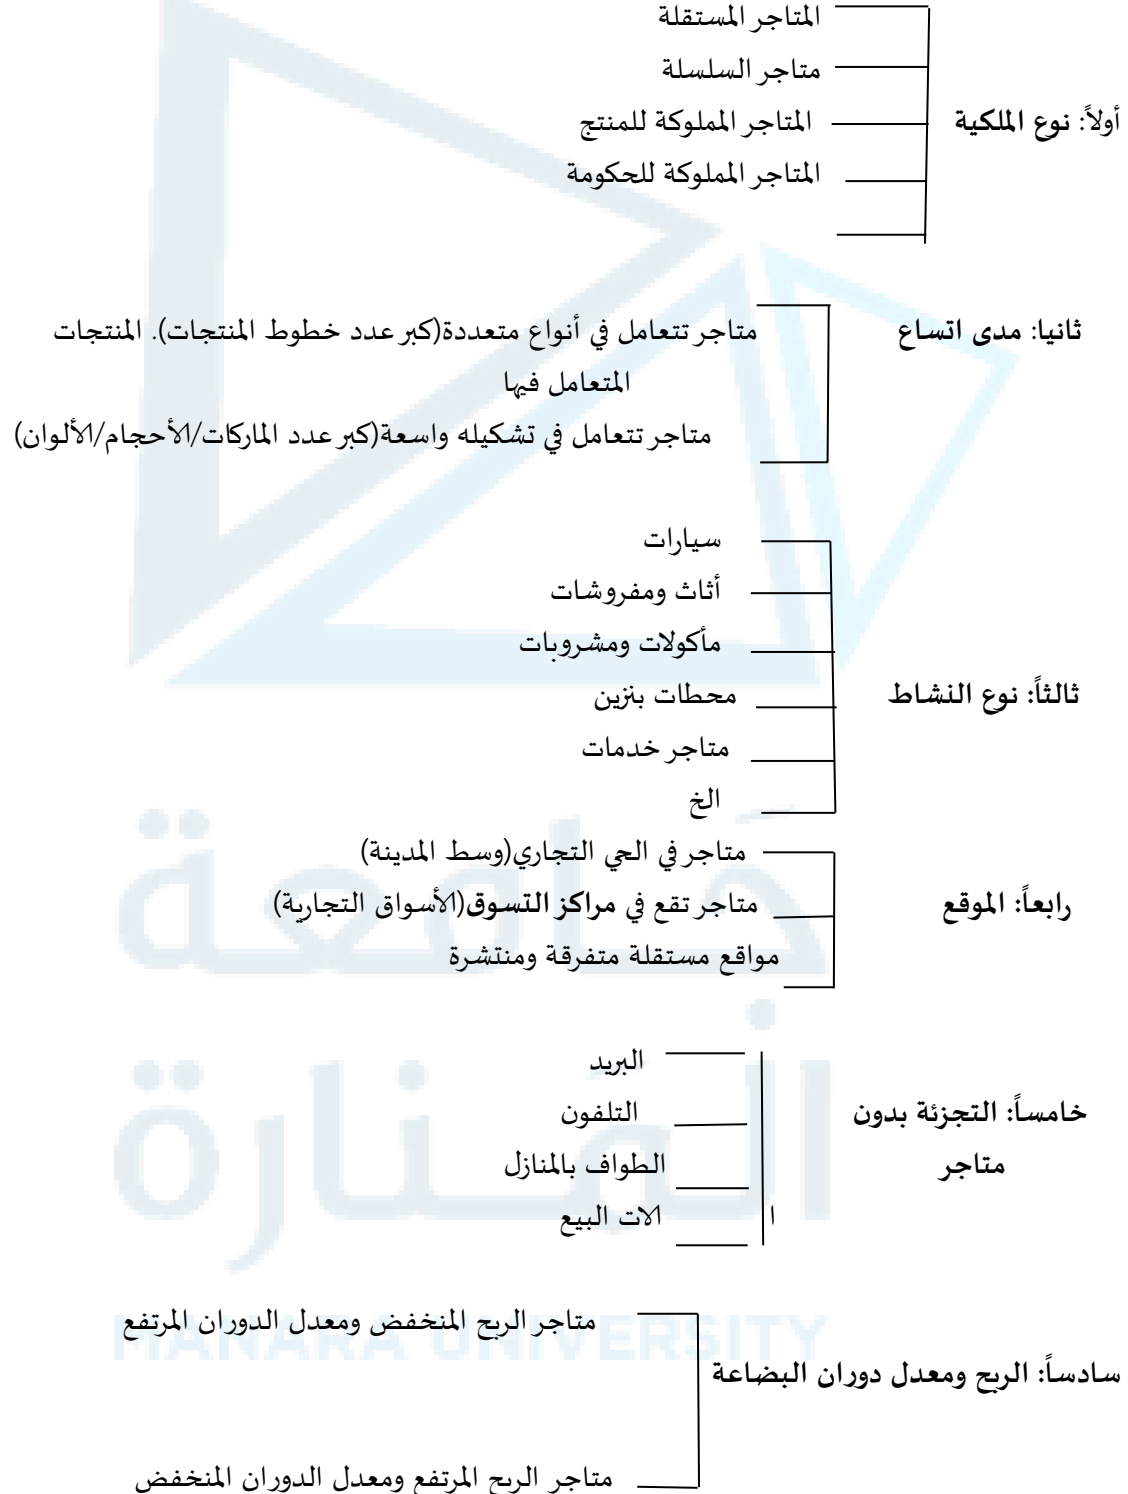 المتاجر المستقلة
متاجر السلسلة
أولاً: نوع الملكية المتاجر المملوكة للمنتج
المتاجر المملوكة للحكومة
ثانيا: مدى اتساع متاجر تتعامل في أنواع متعددة(كبر عدد خطوط المنتجات). المنتجات
المتعامل فيها
متاجر تتعامل في تشكيله واسعة(كبر عدد الماركات/الأحجام/الألوان)
سيارات
أثاث ومفروشات
مأكولات ومشروبات
ثالثاً: نوع النشاط محطات بنزين
متاجر خدمات
الخ
متاجر في الحي التجاري(وسط المدينة)
رابعاً: الموقع متاجر تقع في مراكز التسوق(الأسواق التجارية)
مواقع مستقلة متفرقة ومنتشرة
البريد
خامساً: التجزئة بدون التلفون
متاجر الطواف بالمنازل
ا الات البيع
متاجر الربح المنخفض ومعدل الدوران المرتفع
سادساً: الربح ومعدل دوران البضاعة
متاجر الربح المرتفع ومعدل الدوران المنخفض
جامعة
المنارة
MANARA UNIVERSITY